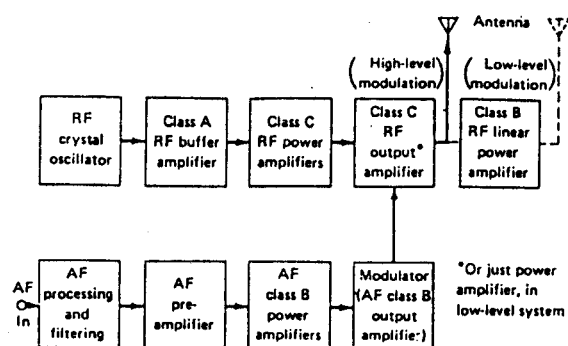 Antenna
(High-level
modulation)
(Low-level
modulation)
RF
crystal
oscillator
Class A
RF buffer
amplifier
Class C
RF power
amplifiers
Class C
RF
output*
amplifier
Class B
RF linear
power
amplifier
AF
In
AF
processing
and
filtering
AF
pre-
amplifier
AF
class B
power
amplifiers
Modulator
(AF class B
output
amplifier)
*Or just power
amplifier, in
low-level system